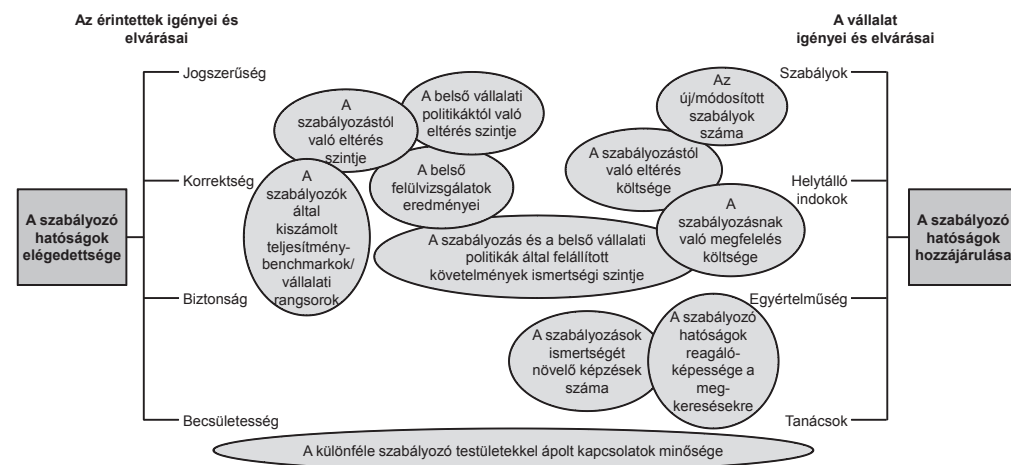 Az érintettek igényei és
elvárásai
A vállalat
igényei és elvárásai
A szabályozó
hatóságok
elégedettsége
Jogszerűség
Korrektség
Biztonság
Becsületesség
A
szabályozástól
való eltérés
szintje
A belső vállalati
politikáktól való
eltérés szintje
A
szabályozók
által
kiszámolt
teljesítmény-
benchmarkok/
vállalati
rangsorok
A belső
felülvizsgálatok
eredményei
A szabályozás és a belső vállalati
politikák által felállított
követelmények ismertségi szintje
Az
új/módosított
szabályok
száma
A szabályozástól
való eltérés
költsége
A
szabályozásnak
való megfelelés
költsége
A szabályozások
ismertségét
növelő képzések
száma
A szabályozó
hatóságok
reagáló-
képessége a
meg-
keresésekre
A különféle szabályozó testületekkel ápolt kapcsolatok minősége
Szabályok
Helytálló
indokok
Egyértelműség
Tanácsok
A szabályozó
hatóságok
hozzájárulása